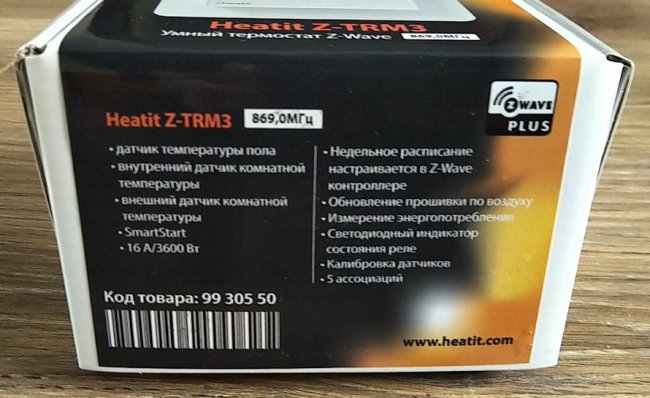 Heatit Z-TRM3
Умный термостат Z-Wave 869,0МГц
Z WAVE
PLUS
Heatit Z-TRM3 869,0МГц
• датчик температуры пола
• внутренний датчик комнатной
температуры
• внешний датчик комнатной
температуры
• SmartStart
• 16 А/3600 Вт
• Недельное расписание
настраивается в Z-Wave
контроллере
• Обновление прошивки по воздуху
• Измерение энергопотребления
• Светодиодный индикатор
состояния реле
• Калибровка датчиков
• 5 ассоциаций
Код товара: 99 305 50
www.heatit.com